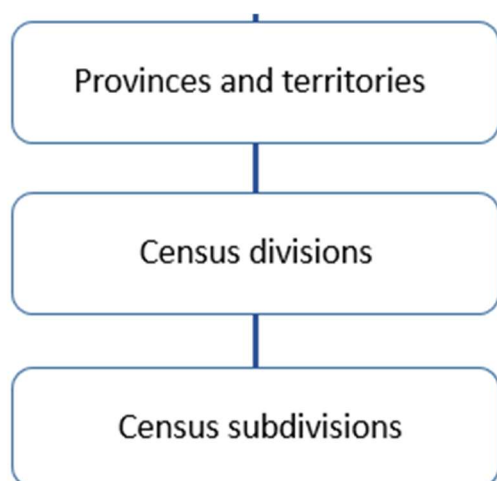 Provinces and territories
Census divisions
Census subdivisions